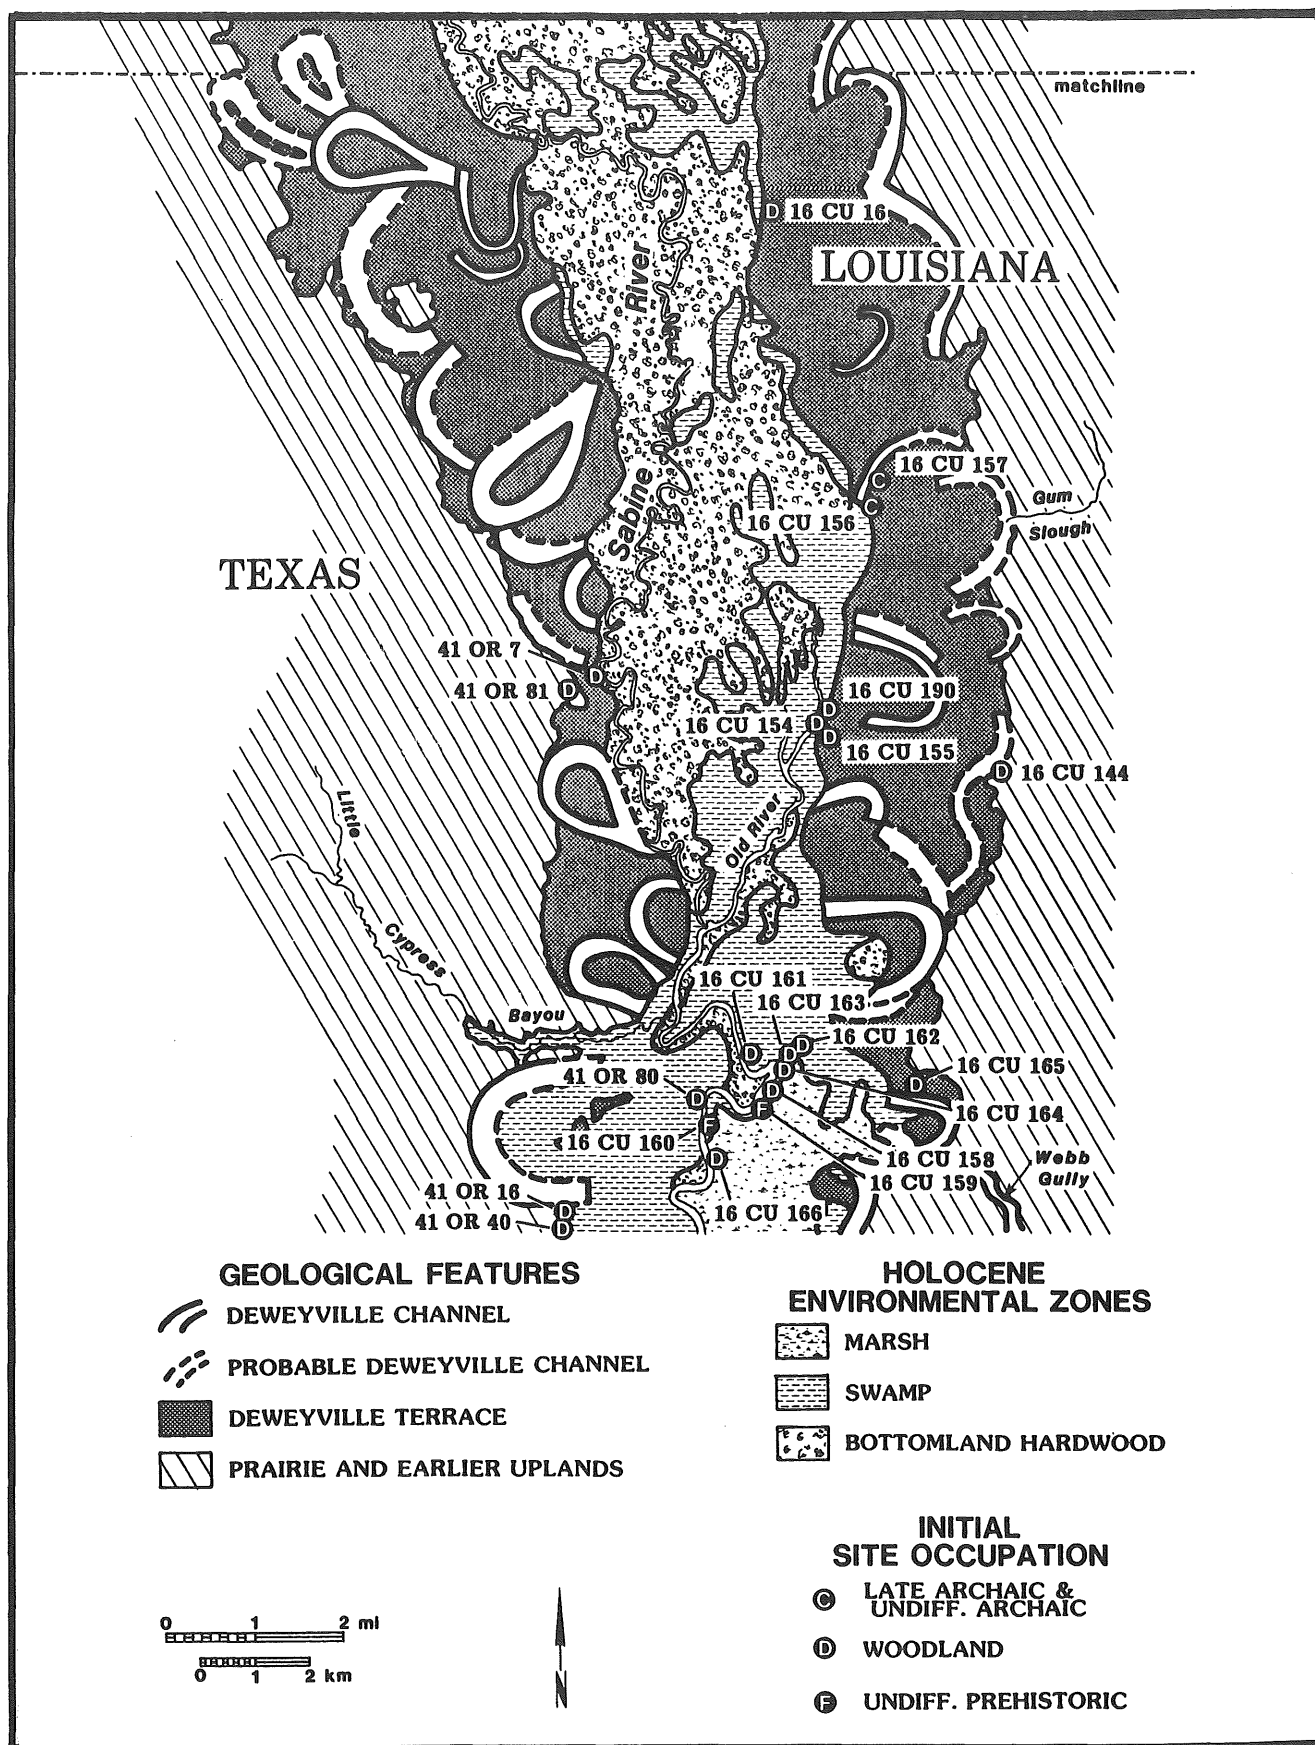 matchline
D 16 CU 16
LOUISIANA
Sabine River
16 CU 157
C
C
Gum
Slough
16 CU 156
TEXAS
41 OR 7
D
41 OR 81 D
16 CU 190
D
16 CU 154 D
D
16 CU 155
D 16 CU 144
Little
Old River
Cypress
16 CU 161
16 CU 163
Bayou
16 CU 162
D
D D
D
41 OR 80
D
16 CU 165
D
D
F
16 CU 164
16 CU 160
F
16 CU 158
D
16 CU 159
Webb
Gully
41 OR 16
D
41 OR 40
D
16 CU 166
GEOLOGICAL FEATURES
DEWEYVILLE CHANNEL
PROBABLE DEWEYVILLE CHANNEL
DEWEYVILLE TERRACE
PRAIRIE AND EARLIER UPLANDS
HOLOCENE
ENVIRONMENTAL ZONES
MARSH
SWAMP
BOTTOMLAND HARDWOOD
INITIAL
SITE OCCUPATION
C LATE ARCHAIC &
UNDIFF. ARCHAIC
D WOODLAND
F UNDIFF. PREHISTORIC
0 1 2 mi
0 1 2 km
N